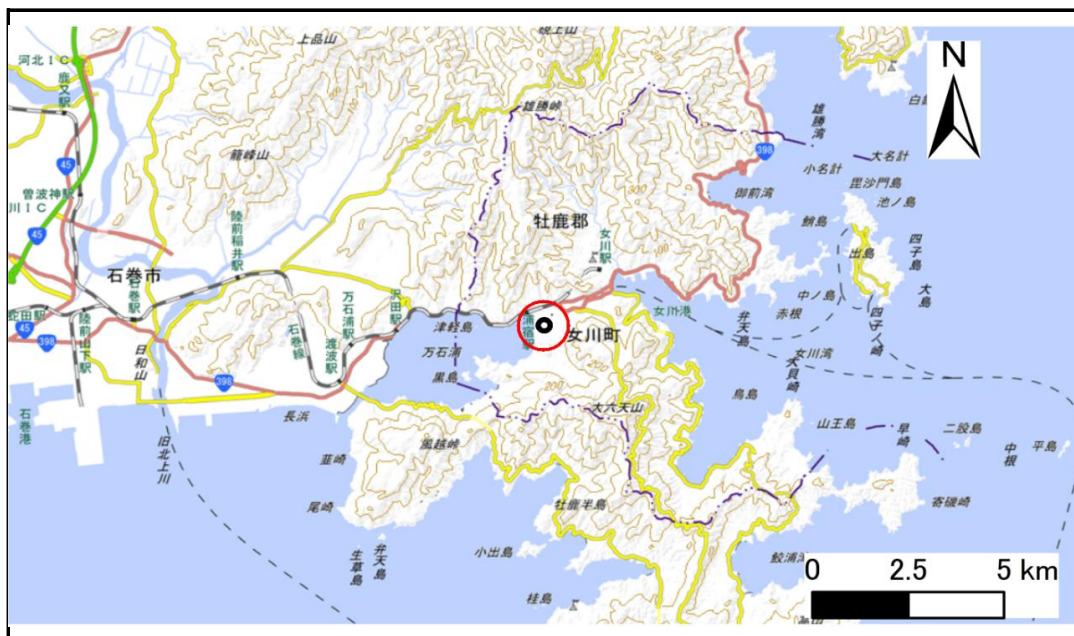 上品山
硯上山
N
河北IC
鹿又駅
雄勝峠
雄勝湾
大名計
小名計
398
45
籠峰山
御前湾
毘沙門島
池ノ島
曽波神駅
川IC
牡鹿郡
女川駅
陸前稲井駅
四子島
大島
出島
石巻市
45
石巻駅
万石浦駅
沢田駅
中ノ島
赤根
女川港
弁天島
四子人崎
蛇田駅
45
398
陸前山下駅
日和山
石巻線
渡波駅
津軽島
浦宿駅
女川町
万石浦
黒島
女川湾
大貝崎
398
長浜
大六天山
鳥島
山王島
早崎
二股島
石巻港
旧北上川
風越峠
韮崎
尾崎
中根
平島
牡鹿半島
寄磯崎
弁天島
生草島
小出島
鮫浦湾
桂島
0 2.5 5 km